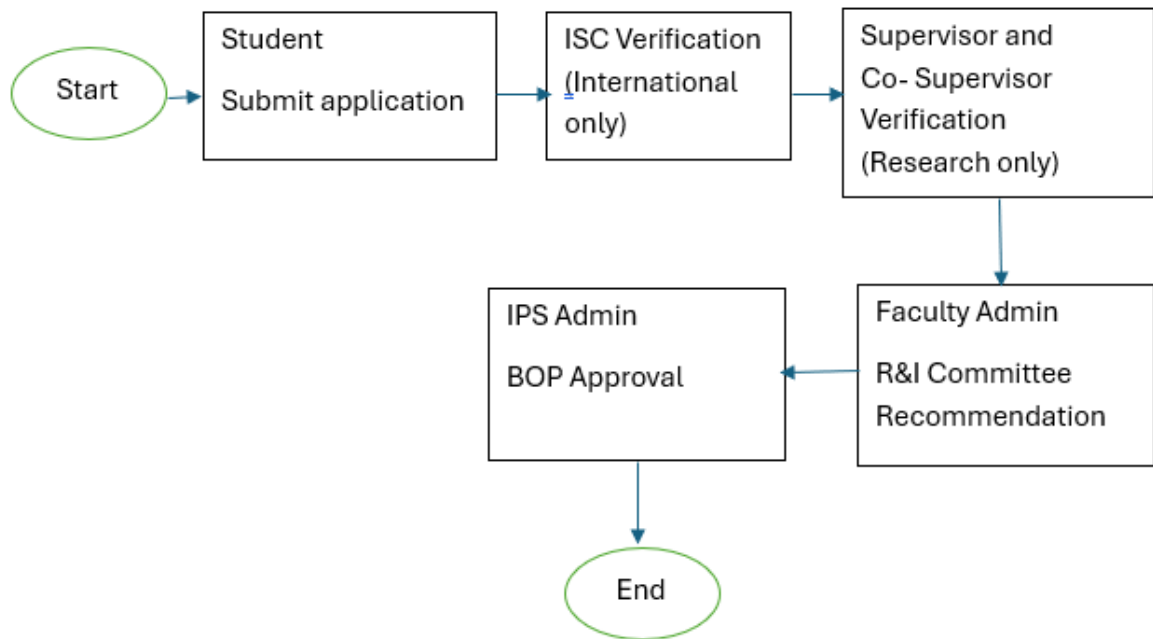 Start
Student
Submit application
ISC Verification
(International
only)
Supervisor and
Co- Supervisor
Verification
(Research only)
Faculty Admin
R&I Committee
Recommendation
IPS Admin
BOP Approval
End